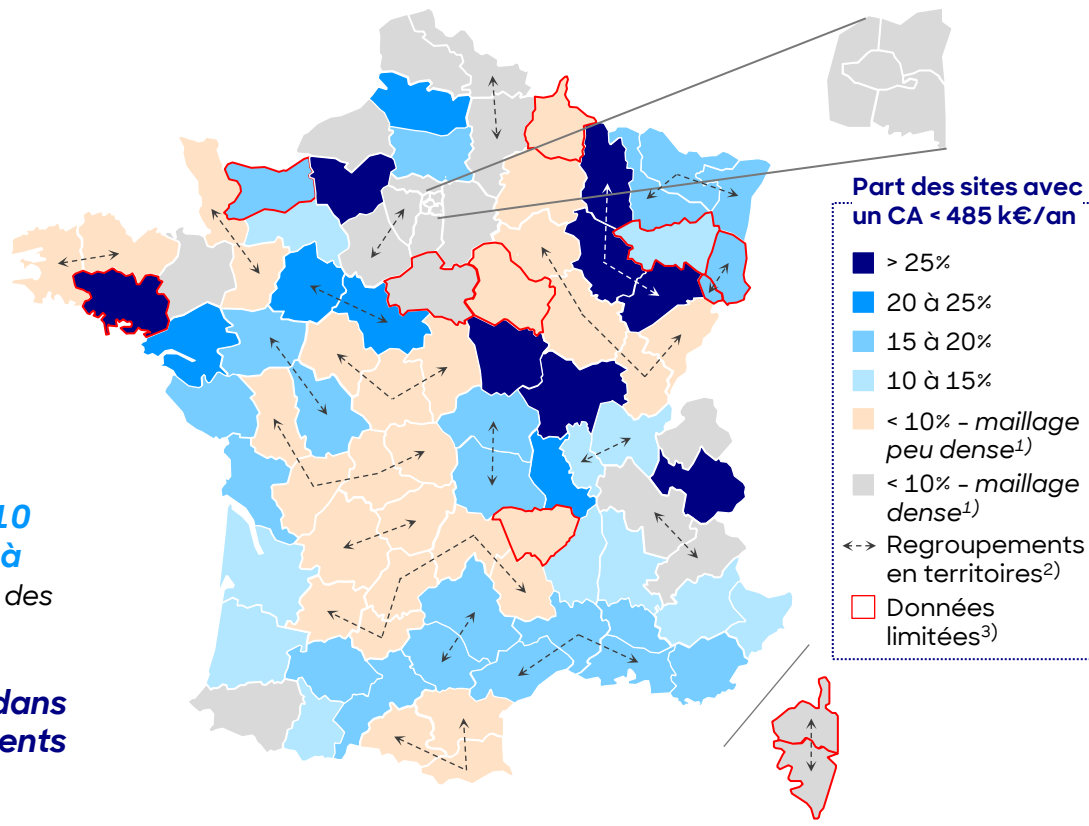 Part des sites avec
un CA < 485 k€/an
> 25%
20 à 25%
15 à 20%
10 à 15%
< 10% - maillage
peu dense¹⁾
< 10% - maillage
dense¹⁾
Regroupements
en territoires²⁾
Données
limitées³⁾
10
à
des
dans
ents